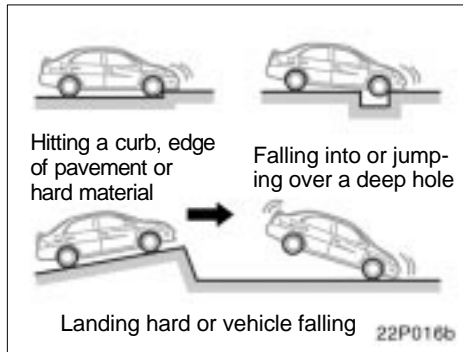 Hitting a curb, edge
of pavement or
hard material
Falling into or jump-
ing over a deep hole
Landing hard or vehicle falling
22P016b